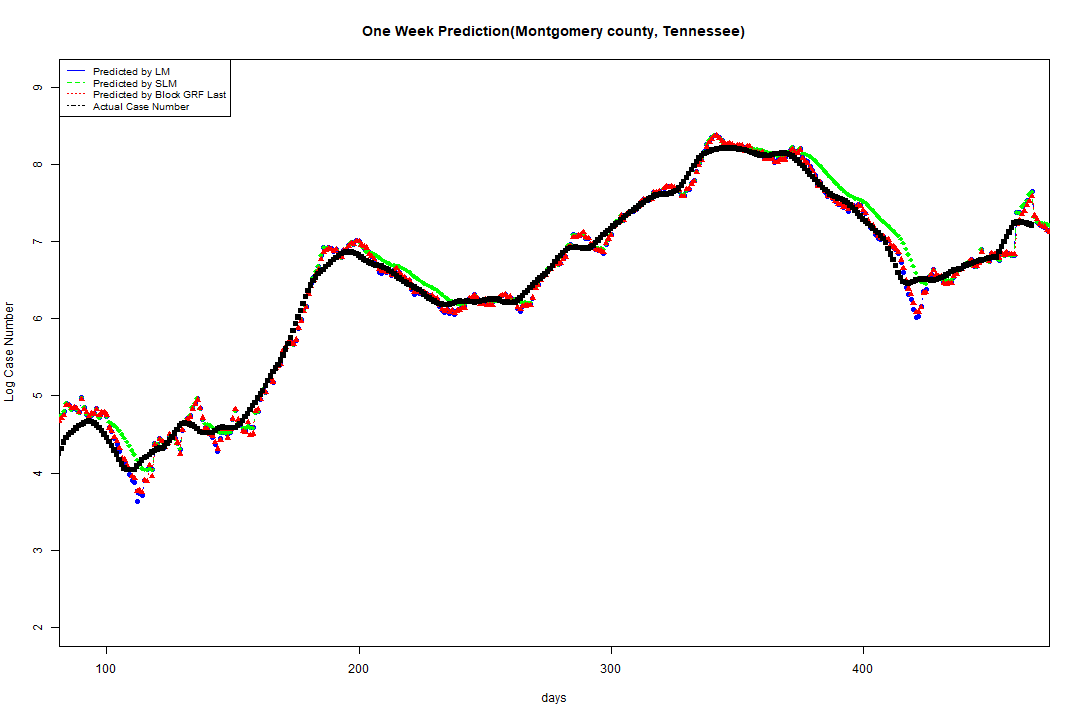 One Week Prediction(Montgomery county, Tennessee)
Predicted by LM
Predicted by SLM
Predicted by Block GRF Last
Actual Case Number
9
8
7
6
5
4
3
2
Log Case Number
100 200 300 400
days